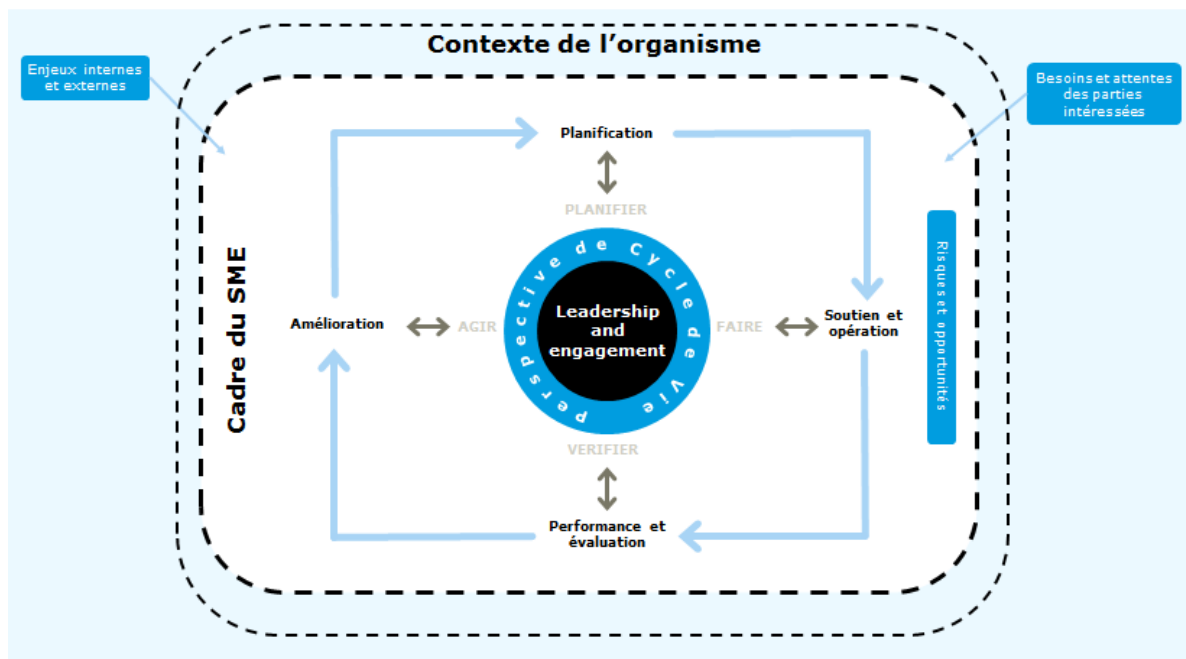 Contexte de l’organisme
Enjeux internes
et externes
Besoins et attentes
des parties
intéressées
Planification
PLANIFIER
Cadre du SME
Amélioration
AGIR
Perspective de Cycle de Vie
Leadership
and
engagement
FAIRE
Soutien et
opération
Risques et opportunités
VERIFIER
Performance et
évaluation